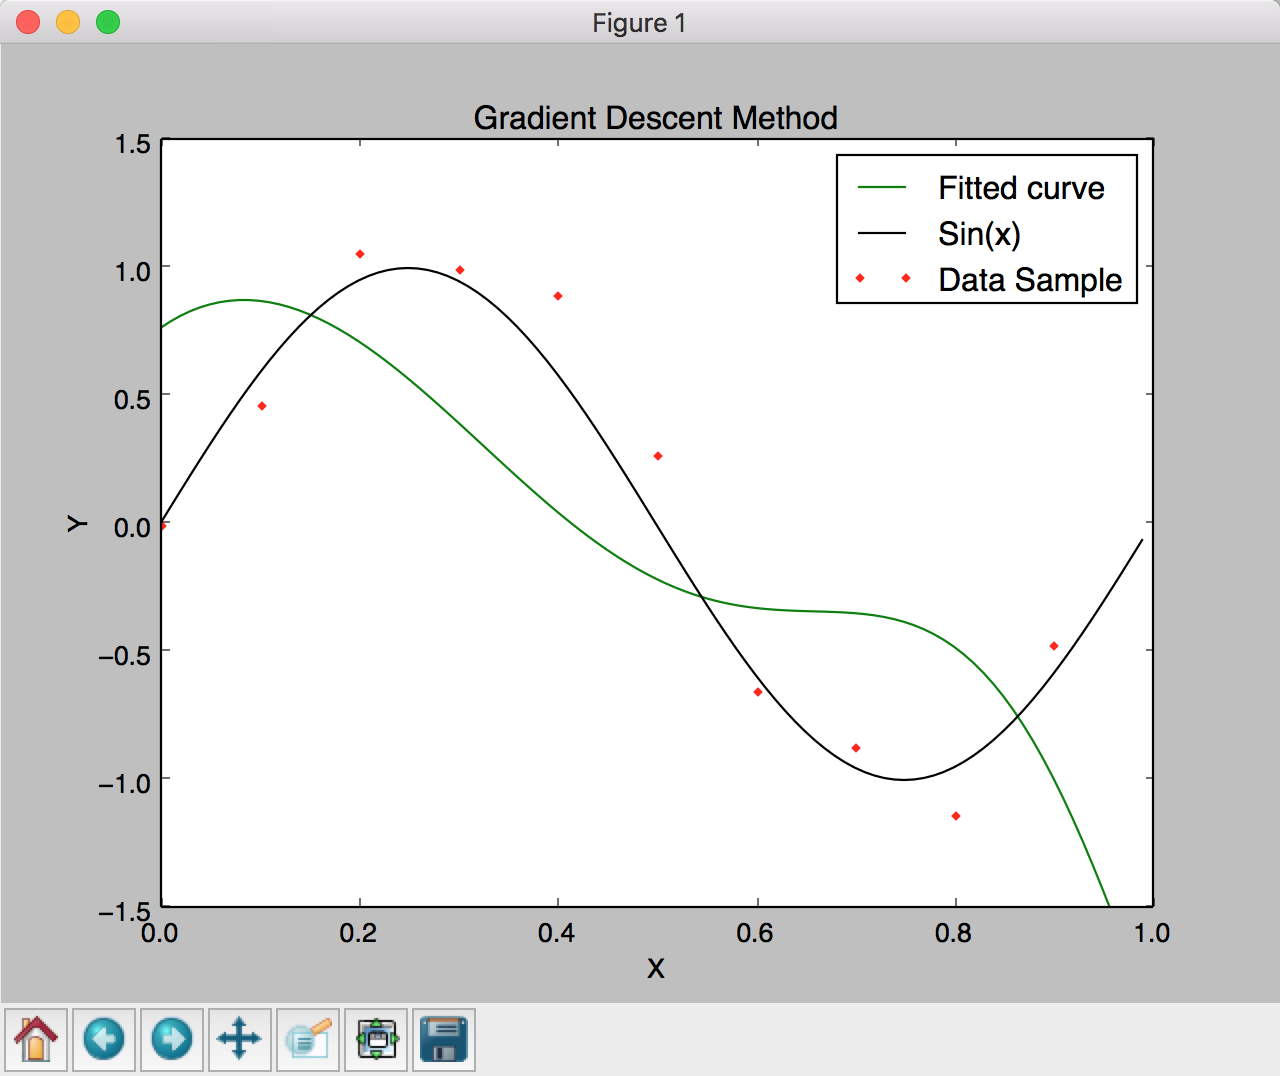 Figure 1
Gradient Descent Method
Fitted curve
Sin(x)
Data Sample
1.5
1.0
0.5
0.0
−0.5
−1.0
−1.5
Y
0.0 0.2 0.4 0.6 0.8 1.0
X